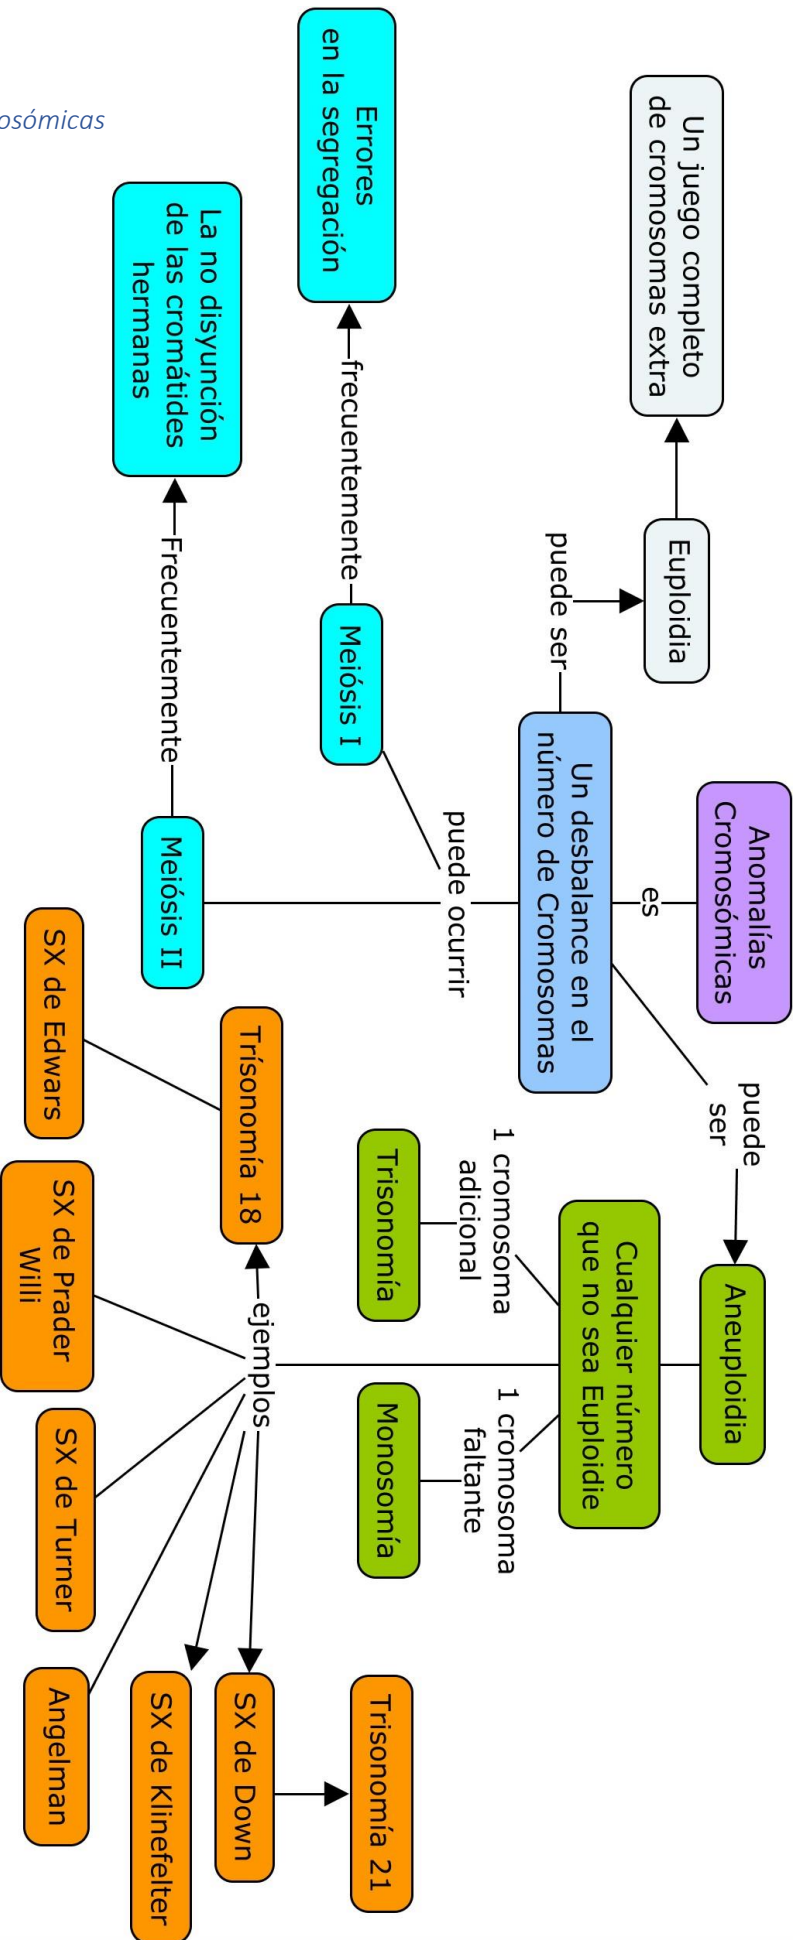 osómicas
Anomalías
Cromosómicas
es
Un desbalance en el
número de Cromosomas
puede ser
Euploidia
Un juego completo
de cromosomas extra
puede
ser
Aneuploidia
Cualquier número
que no sea Euploidie
1 cromosoma
adicional
Trisonomía
1 cromosoma
faltante
Monosomía
puede ocurrir
Meiósis I
frecuentemente
Errores
en la segregación
Meiósis II
Frecuentemente
La no disyunción
de las cromátides
hermanas
ejemplos
Trísonomía 18
SX de Edwars
SX de Prader
Willi
SX de Turner
Angelman
SX de Klinefelter
SX de Down
Trisonomía 21